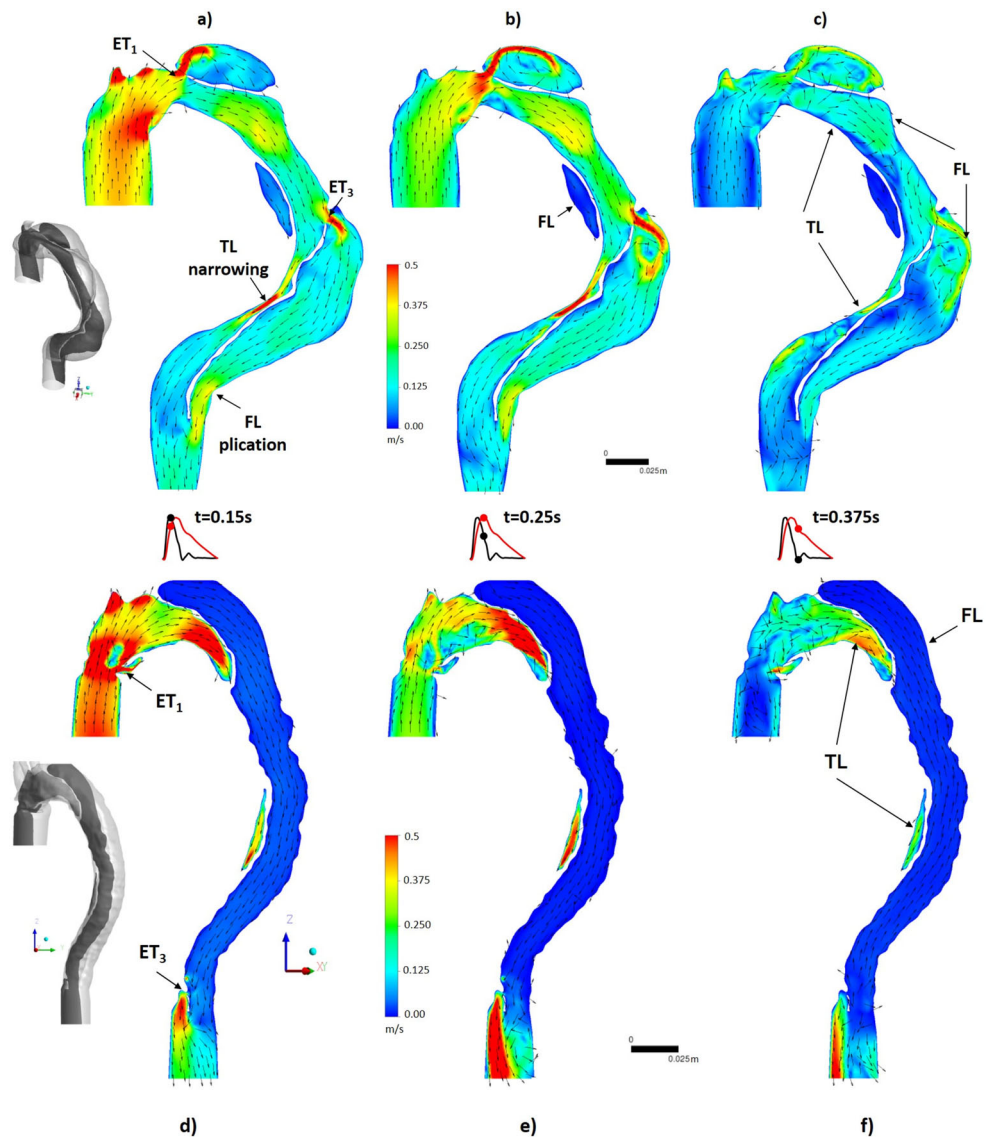 a)
b)
c)
ET1
FL
ET3
FL
TL
narrowing
TL
0.5
0.375
0.250
0.125
0.00
m/s
FL
plication
0
0.025m
t=0.15s
t=0.25s
t=0.375s
FL
ET1
TL
0.5
0.375
0.250
0.125
0.00
m/s
Z
XY
ET3
0
0.025m
d)
e)
f)